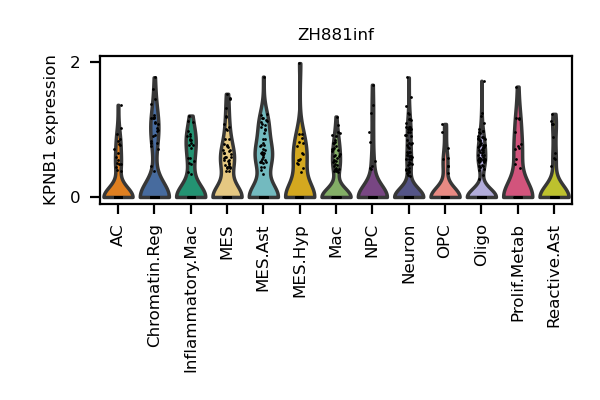 ZH881inf
KPNB1 expression
2
0
AC
Chromatin.Reg
Inflammatory.Mac
MES
MES.Ast
MES.Hyp
Mac
NPC
Neuron
OPC
Oligo
Prolif.Metab
Reactive.Ast